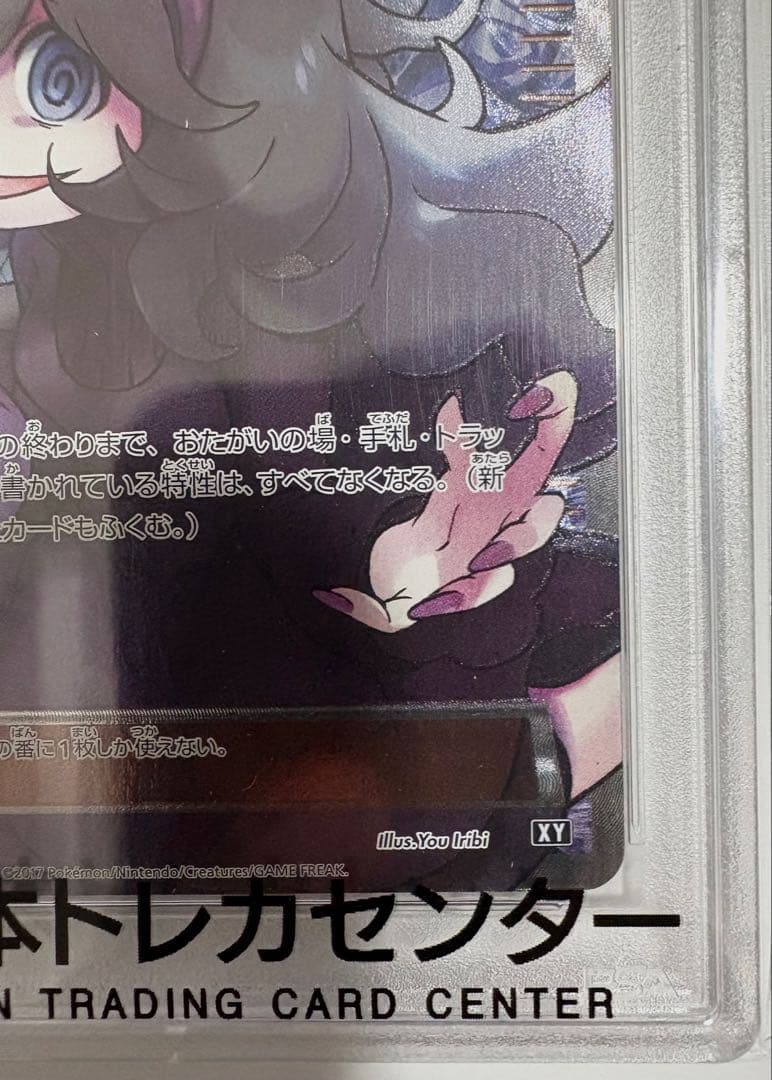 の終わりまで、おたがいの場・手札・トラッ
書かれている特性は、すべてなくなる。（新
カードもふくむ。）
の番に1枚しか使えない。
Illus.You Iribi XY
©2017 Pokémon/Nintendo/Creatures/GAME FREAK.
本トレカセンター
N TRADING CARD CENTER